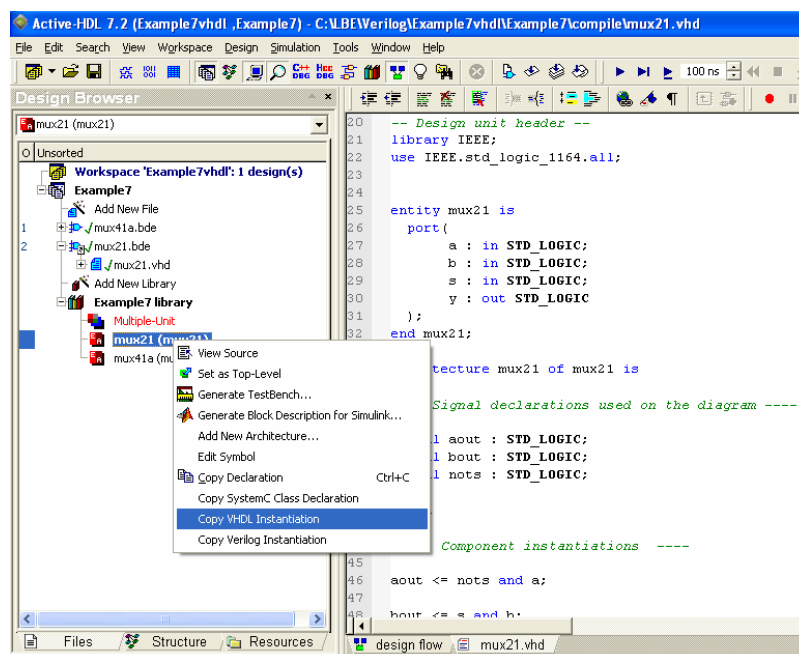 Active-HDL 7.2 (Example7vhdl ,Example7) - C:\LBE\Verilog\Example7vhdl\Example7\compile\mux21.vhd
File Edit Search View Workspace Design Simulation Tools Window Help
C++ DBG HEC DBG 100 ns
Design Browser
mux21 (mux21)
Unsorted
Workspace 'Example7vhdl': 1 design(s)
Example7
Add New File
1 mux41a.bde
2 mux21.bde
mux21.vhd
Add New Library
Example7 library
Multiple-Unit
mux21 (mux21)
mux41a (mu
View Source
Set as Top-Level
Generate TestBench...
Generate Block Description for Simulink...
Add New Architecture...
Edit Symbol
Copy Declaration Ctrl+C
Copy SystemC Class Declaration
Copy VHDL Instantiation
Copy Verilog Instantiation
Files Structure Resources
20 -- Design unit header --
21 library IEEE;
22 use IEEE.std_logic_1164.all;
23
24
25 entity mux21 is
26 port(
27 a : in STD_LOGIC;
28 b : in STD_LOGIC;
29 s : in STD_LOGIC;
30 y : out STD_LOGIC
31 );
32 end mux21;
tecture mux21 of mux21 is
Signal declarations used on the diagram ----
l aout : STD_LOGIC;
l bout : STD_LOGIC;
l nots : STD_LOGIC;
Component instantiations ----
45
46 aout <= nots and a;
47
48 bout <= s and b;
design flow mux21.vhd